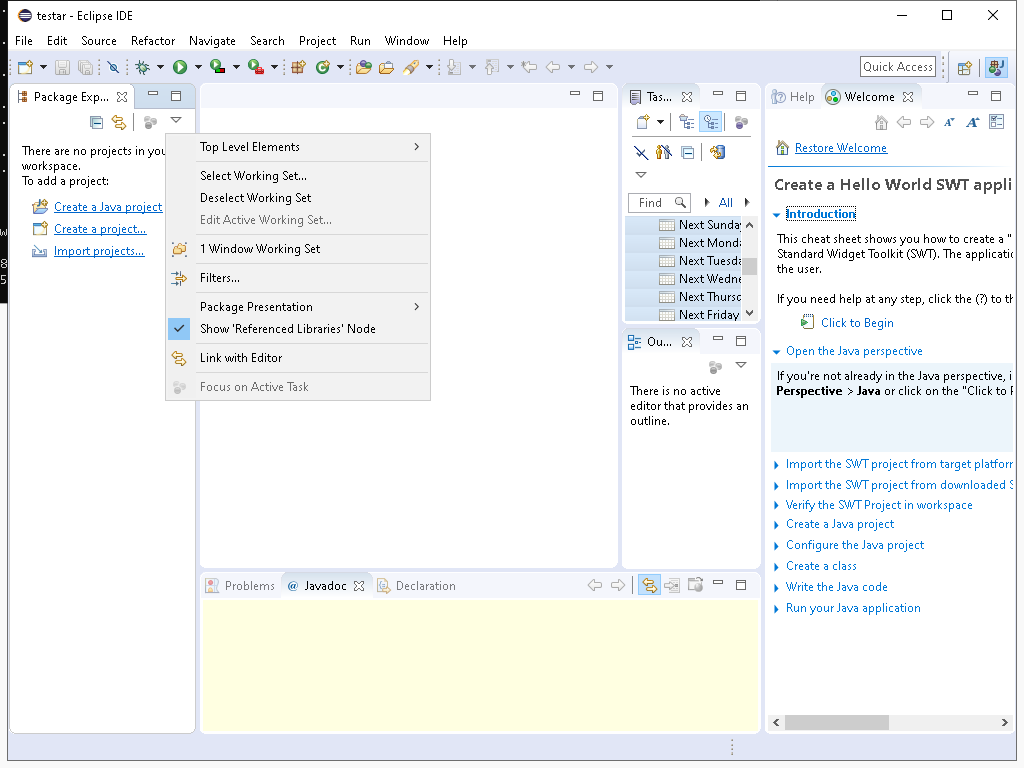 testar - Eclipse IDE
File Edit Source Refactor Navigate Search Project Run Window Help
Quick Access
Package Exp...
There are no projects in you
workspace.
To add a project:
Create a Java project
Create a project...
Import projects...
Top Level Elements
Select Working Set...
Deselect Working Set
Edit Active Working Set...
1 Window Working Set
Filters...
Package Presentation
Show 'Referenced Libraries' Node
Link with Editor
Focus on Active Task
Tas...
Find
All
Next Sunday
Next Monda
Next Tuesda
Next Wedne
Next Thursd
Next Friday
Ou...
There is no active
editor that provides an
outline.
Problems @ Javadoc Declaration
Help Welcome
Restore Welcome
Create a Hello World SWT appli
Introduction
This cheat sheet shows you how to create a "
Standard Widget Toolkit (SWT). The applicati
the user.
If you need help at any step, click the (?) to th
Click to Begin
Open the Java perspective
If you're not already in the Java perspective, i
Perspective > Java or click on the "Click to P
Import the SWT project from target platform
Import the SWT project from downloaded S
Verify the SWT Project in workspace
Create a Java project
Configure the Java project
Create a class
Write the Java code
Run your Java application